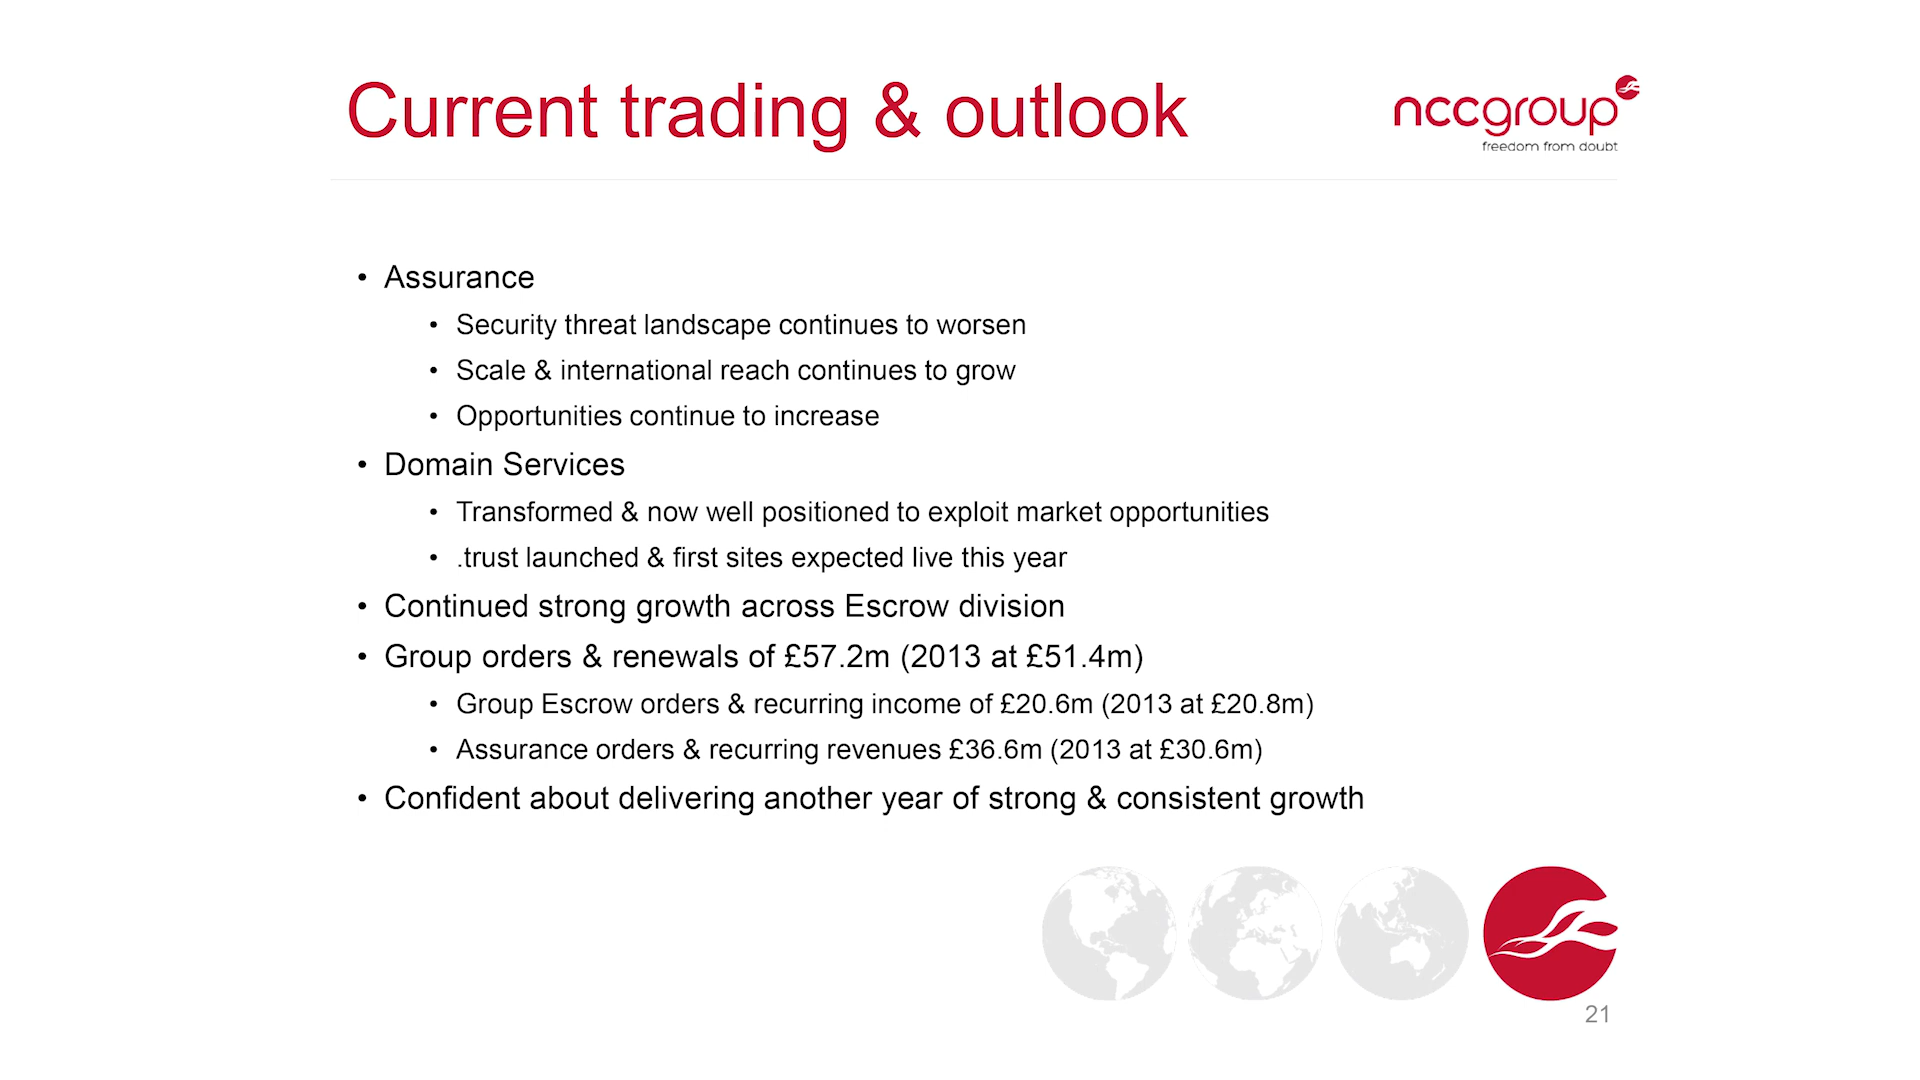 Current trading & outlook
nccgroup
freedom from doubt
• Assurance
• Security threat landscape continues to worsen
• Scale & international reach continues to grow
• Opportunities continue to increase
• Domain Services
• Transformed & now well positioned to exploit market opportunities
• .trust launched & first sites expected live this year
• Continued strong growth across Escrow division
• Group orders & renewals of £57.2m (2013 at £51.4m)
• Group Escrow orders & recurring income of £20.6m (2013 at £20.8m)
• Assurance orders & recurring revenues £36.6m (2013 at £30.6m)
• Confident about delivering another year of strong & consistent growth
21